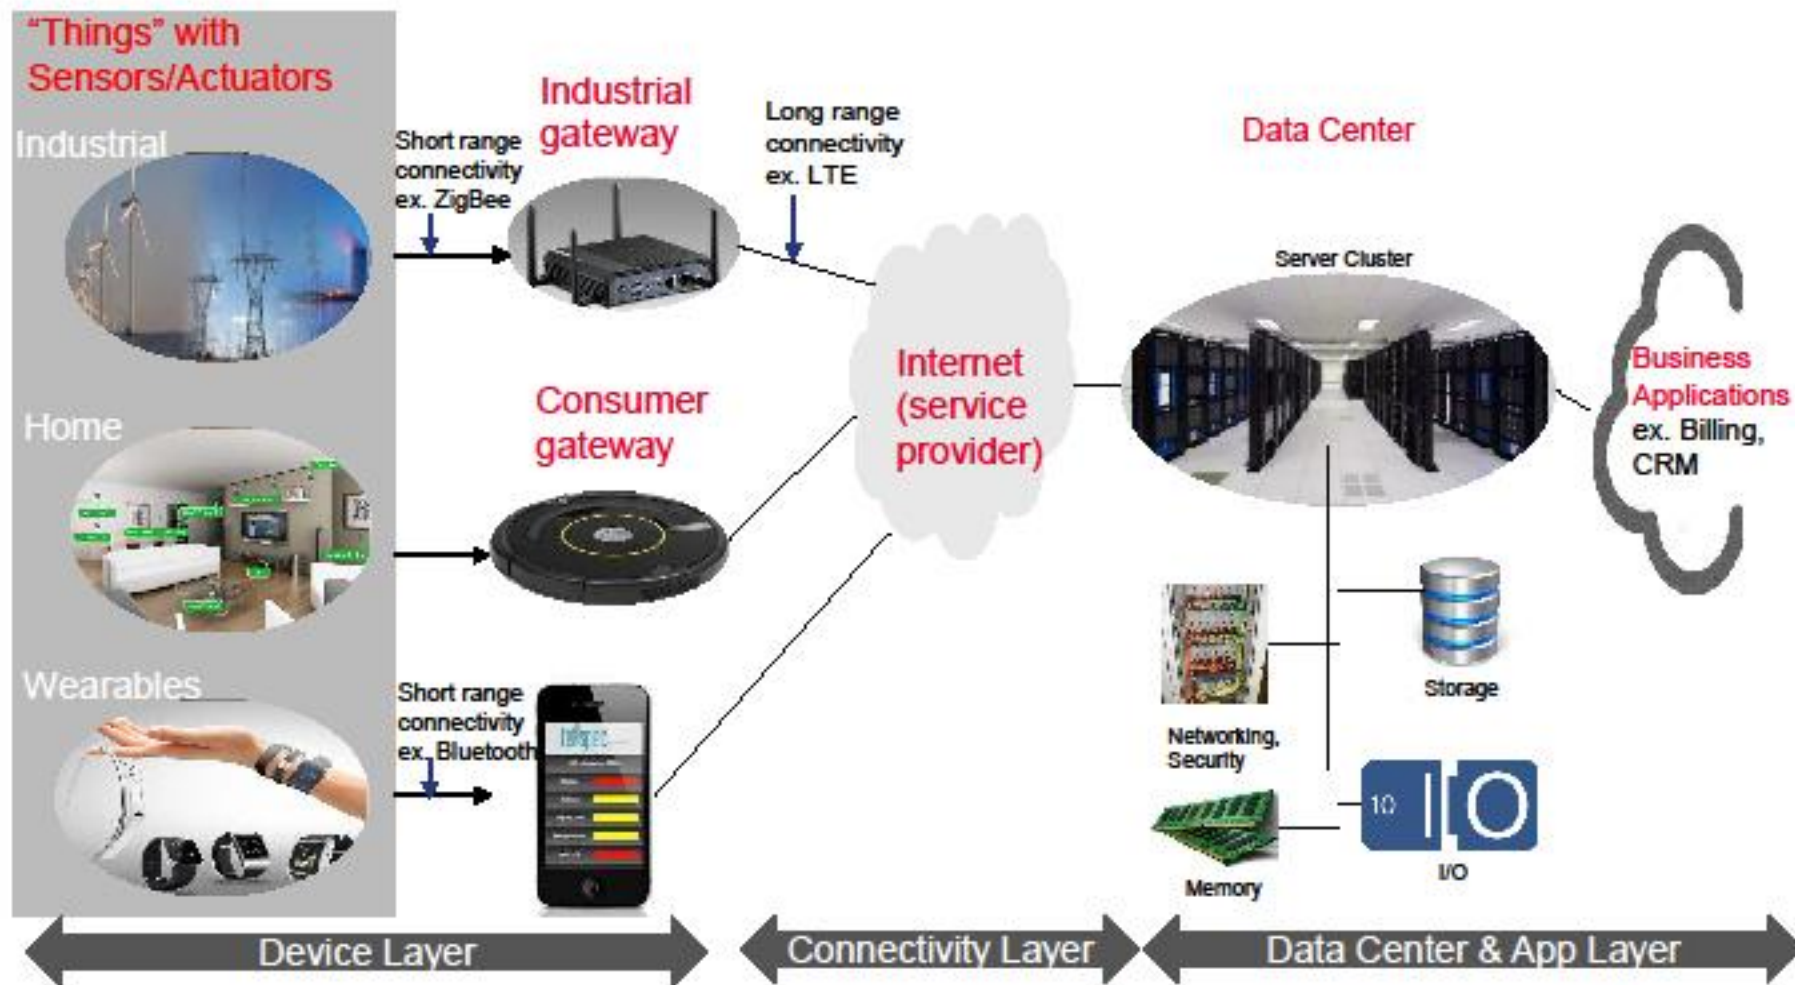 “Things” with
Sensors/Actuators
Industrial
Short range
connectivity
ex. ZigBee
Industrial
gateway
Long range
connectivity
ex. LTE
Data Center
Server Cluster
Internet
(service
provider)
Business
Applications
ex. Billing,
CRM
Home
Consumer
gateway
Wearables
Short range
connectivity
ex. Bluetooth
Storage
Networking,
Security
10
IO
I/O
Memory
Device Layer
Connectivity Layer
Data Center & App Layer